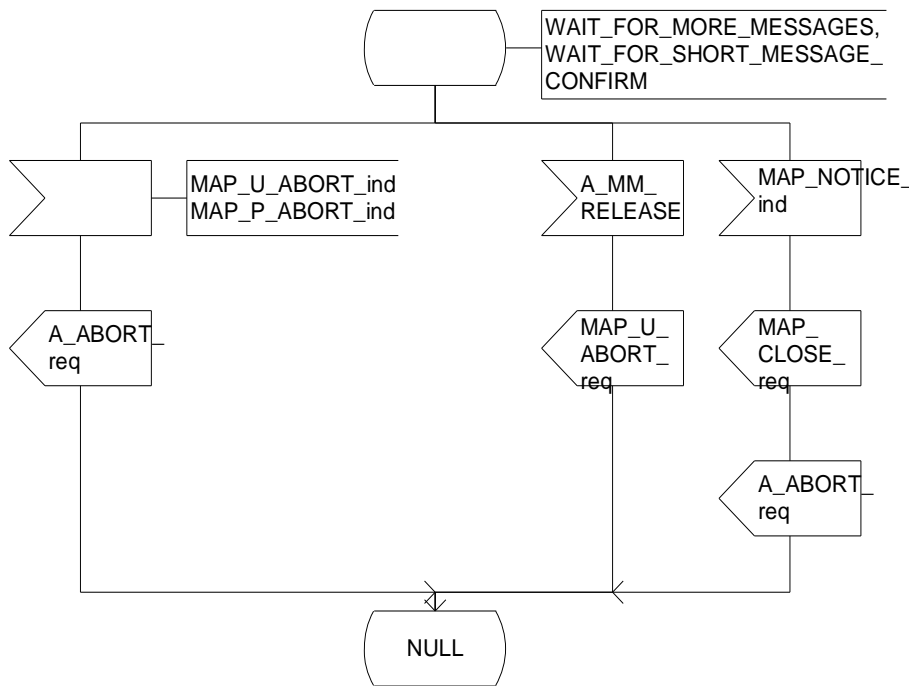 WAIT_FOR_MORE_MESSAGES,
WAIT_FOR_SHORT_MESSAGE_
CONFIRM
MAP_U_ABORT_ind
MAP_P_ABORT_ind
A_MM_
RELEASE
MAP_NOTICE_
ind
A_ABORT_
req
MAP_U_
ABORT_
req
MAP_
CLOSE_
req
A_ABORT_
req
NULL